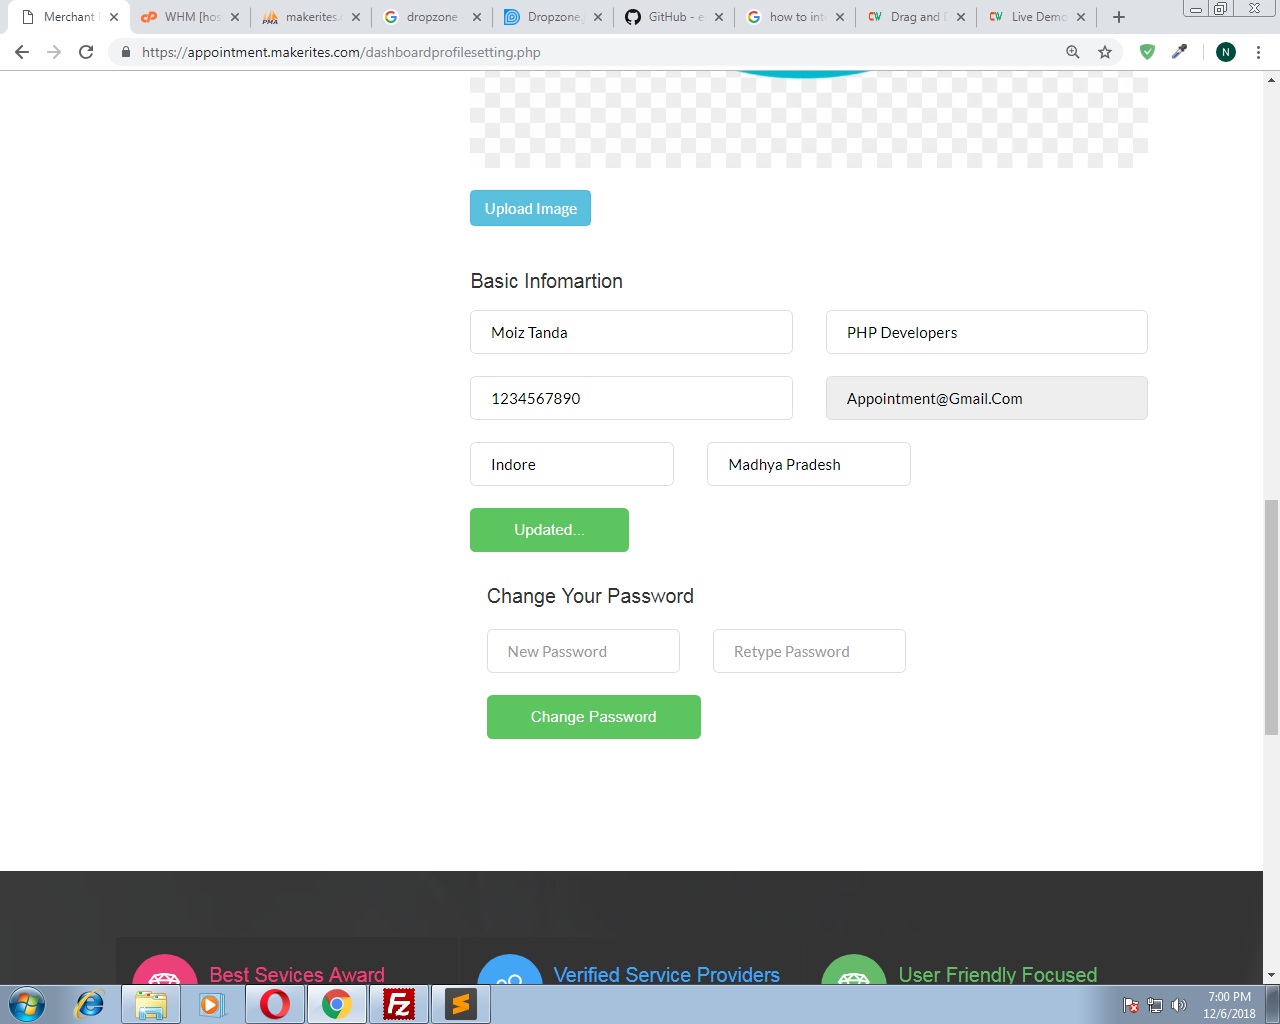 Merchant
WHM [hos
makerites.
dropzone
Dropzone.
GitHub - e
how to int
Drag and D
Live Demo
https://appointment.makerites.com/dashboardprofilesetting.php
N
Upload Image
Basic Infomartion
Moiz Tanda
PHP Developers
1234567890
Appointment@Gmail.Com
Indore
Madhya Pradesh
Updated...
Change Your Password
New Password
Retype Password
Change Password
Best Sevices Award
Verified Service Providers
User Friendly Focused
7:00 PM
12/6/2018